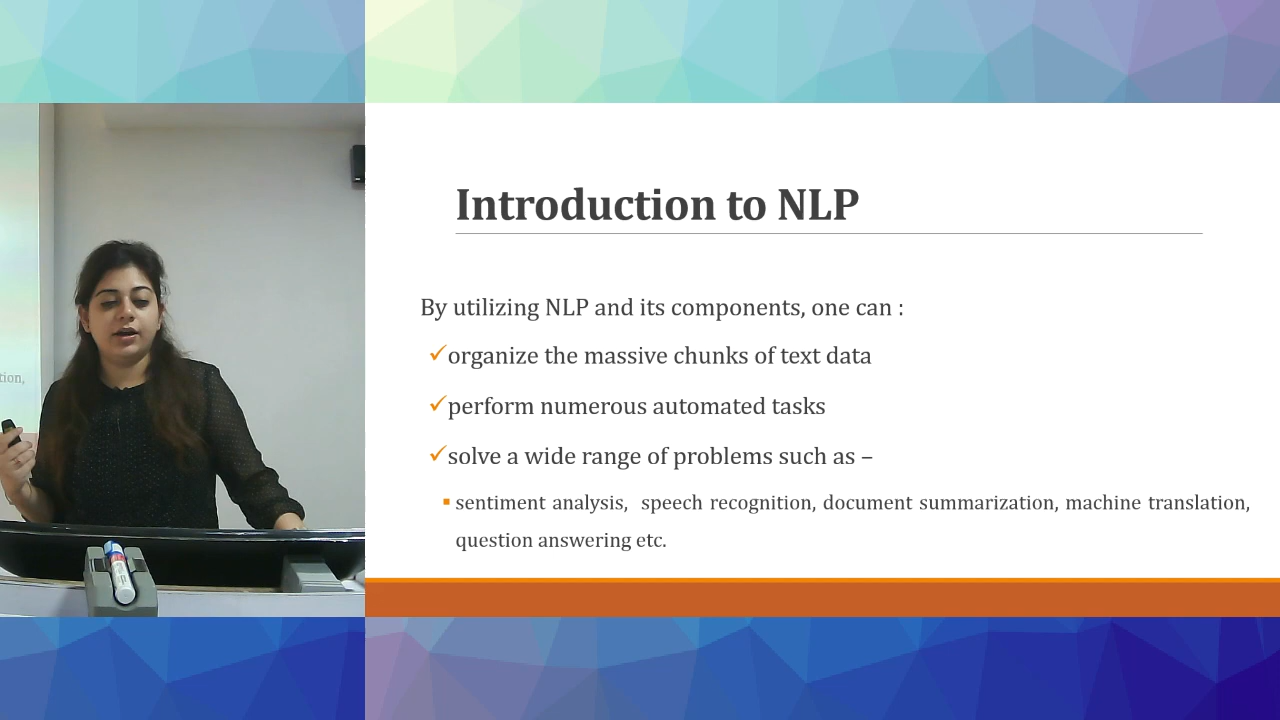 Introduction to NLP
By utilizing NLP and its components, one can :
✓organize the massive chunks of text data
✓perform numerous automated tasks
✓solve a wide range of problems such as –
▪ sentiment analysis,  speech recognition, document summarization, machine translation,
question answering etc.
tion,